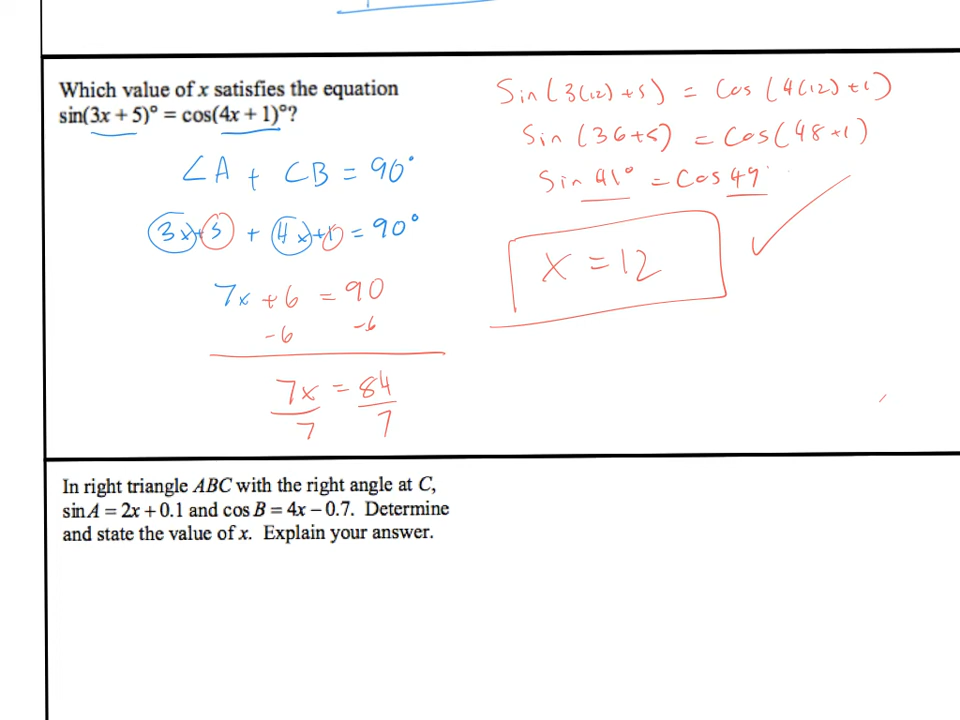 Which value of x satisfies the equation
sin(3x + 5)° = cos(4x + 1)°?
∠A + ∠B = 90°
3x+5 + 4x+1 = 90°
7x + 6 = 90
-6 -6
7x = 84
7 7
Sin(3(12)+5) = Cos(4(12)+1)
Sin(36+5) = Cos(48+1)
Sin 41° = Cos 49°
x = 12
In right triangle ABC with the right angle at C,
sin A = 2x + 0.1 and cos B = 4x – 0.7. Determine
and state the value of x. Explain your answer.